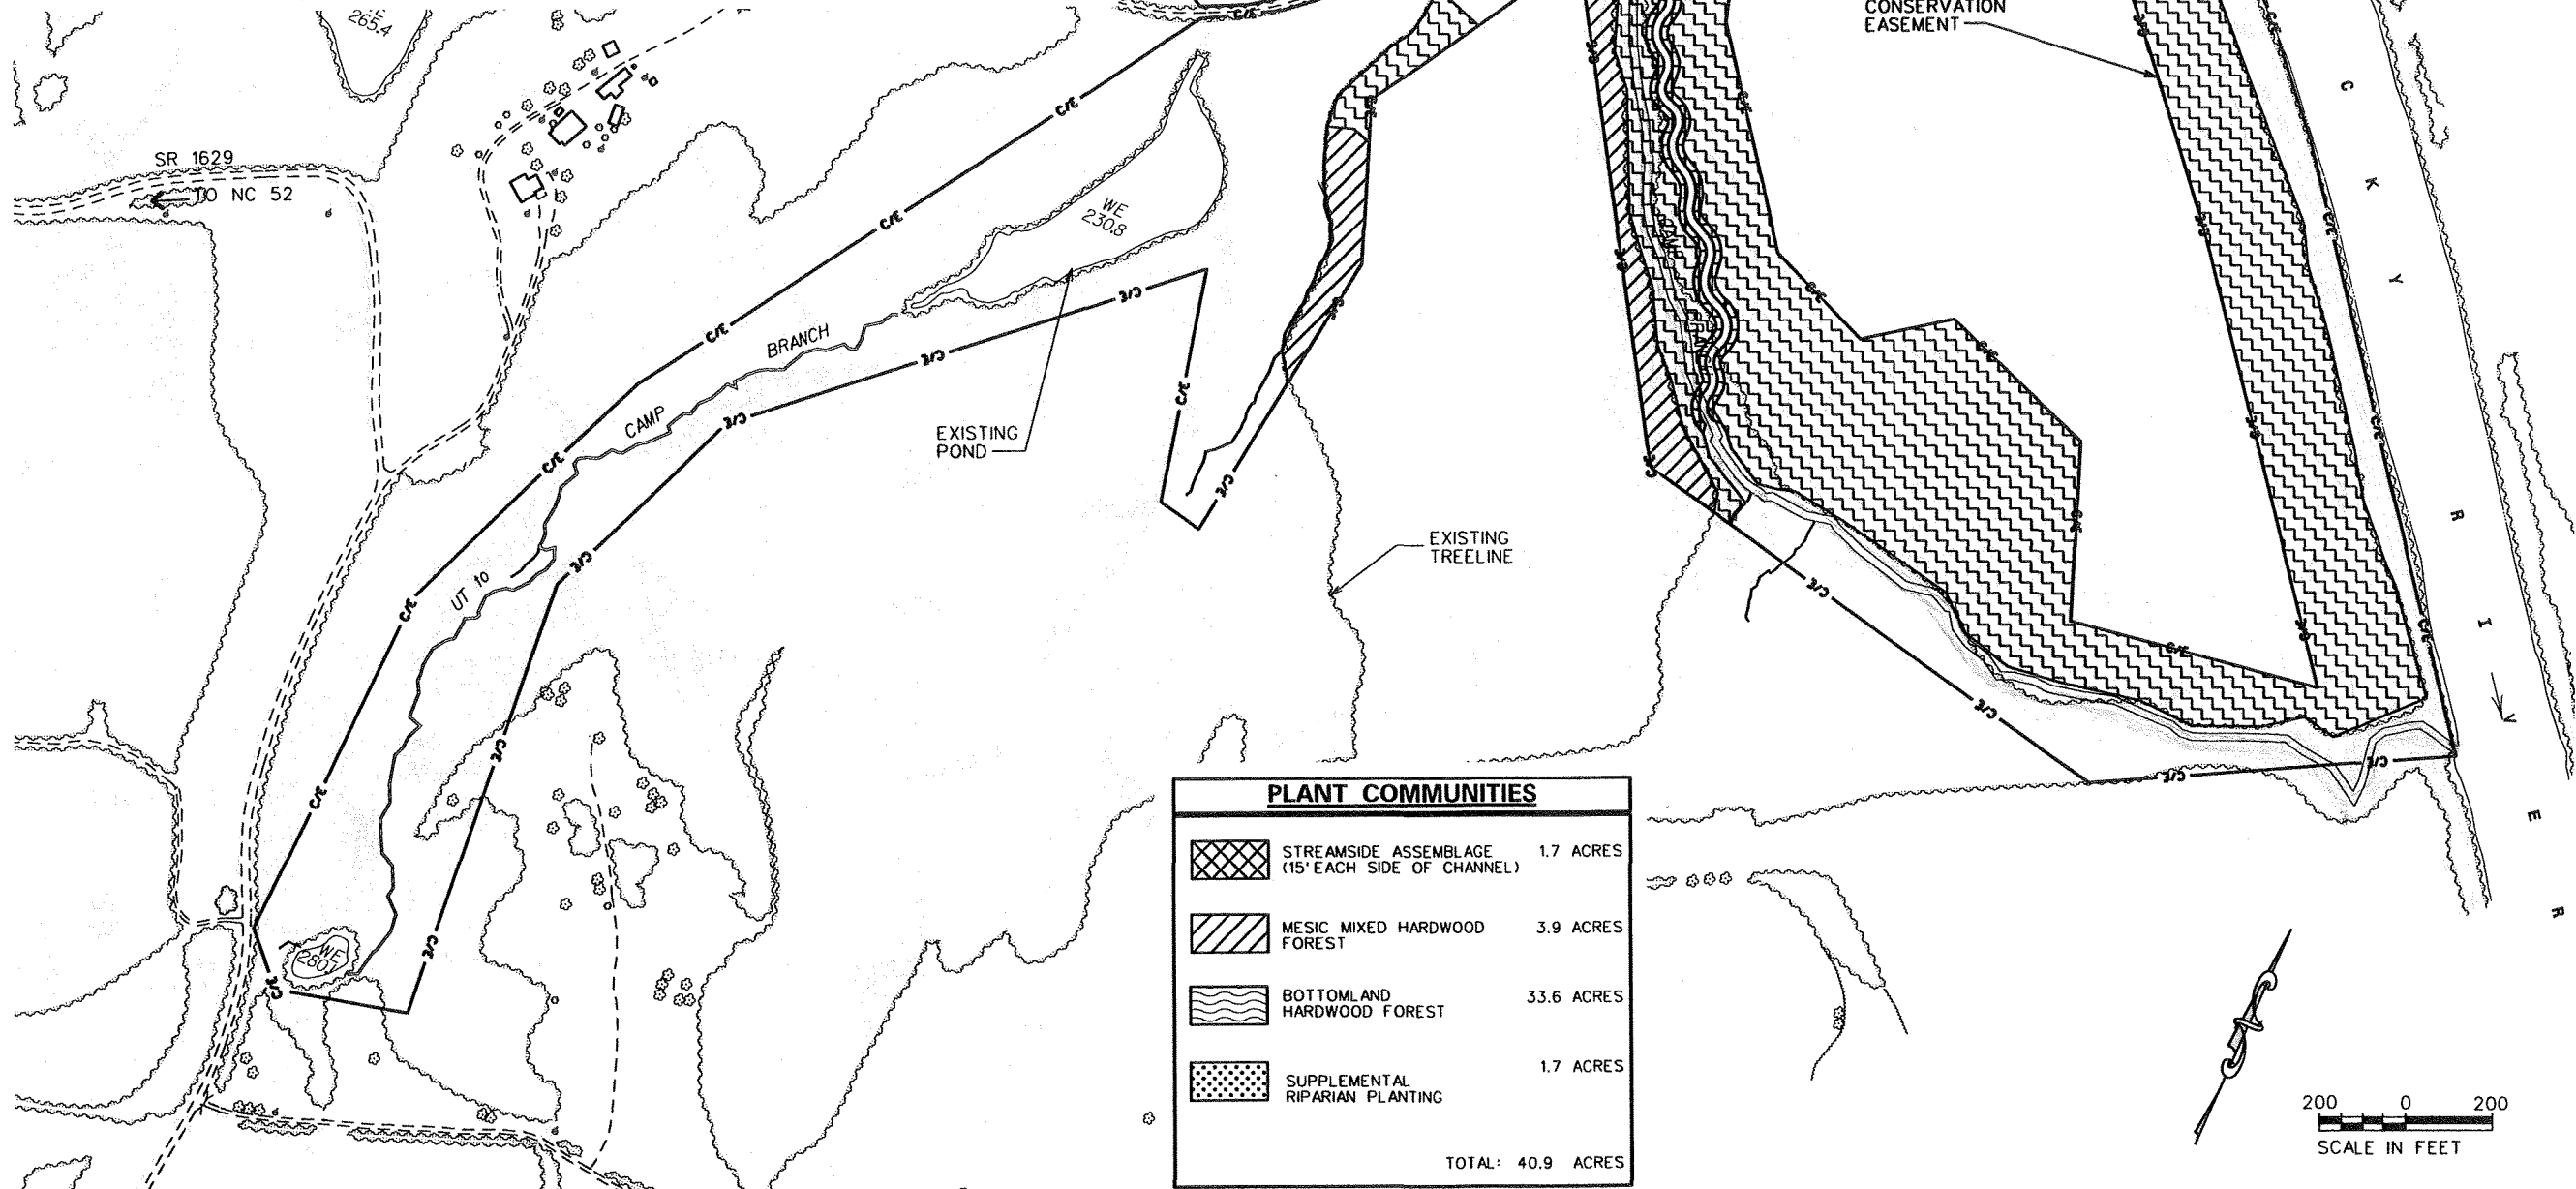 265.4
CONSERVATION
EASEMENT
SR 1629
TO NC 52
WE
230.8
C K Y R I V E R
EXISTING
POND
UT to CAMP BRANCH
EXISTING
TREELINE
C/E
WE
280.1
PLANT COMMUNITIES
STREAMSIDE ASSEMBLAGE 1.7 ACRES
(15' EACH SIDE OF CHANNEL)
MESIC MIXED HARDWOOD 3.9 ACRES
FOREST
BOTTOMLAND 33.6 ACRES
HARDWOOD FOREST
1.7 ACRES
SUPPLEMENTAL
RIPARIAN PLANTING
TOTAL: 40.9 ACRES
200 0 200
SCALE IN FEET